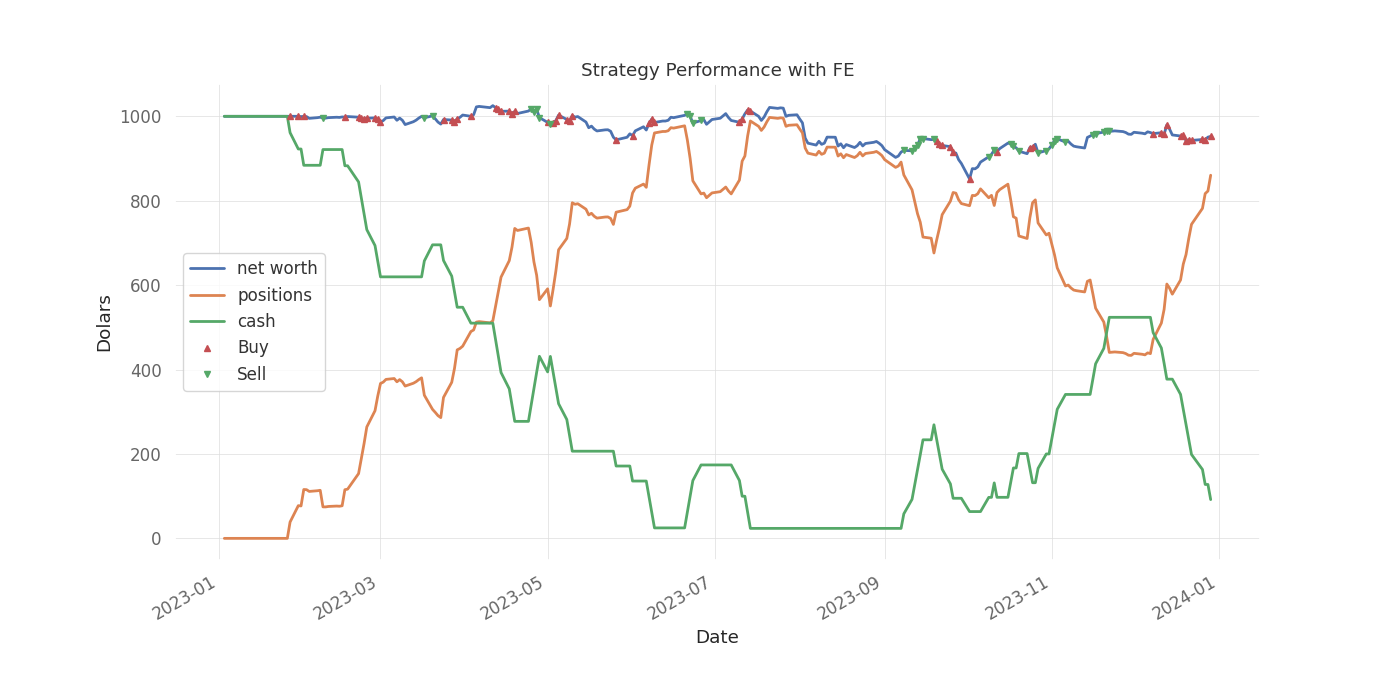 Strategy Performance with FE
1000
800
600
400
200
0
Dolars
net worth
positions
cash
Buy
Sell
2023-01
2023-03
2023-05
2023-07
2023-09
2023-11
2024-01
Date